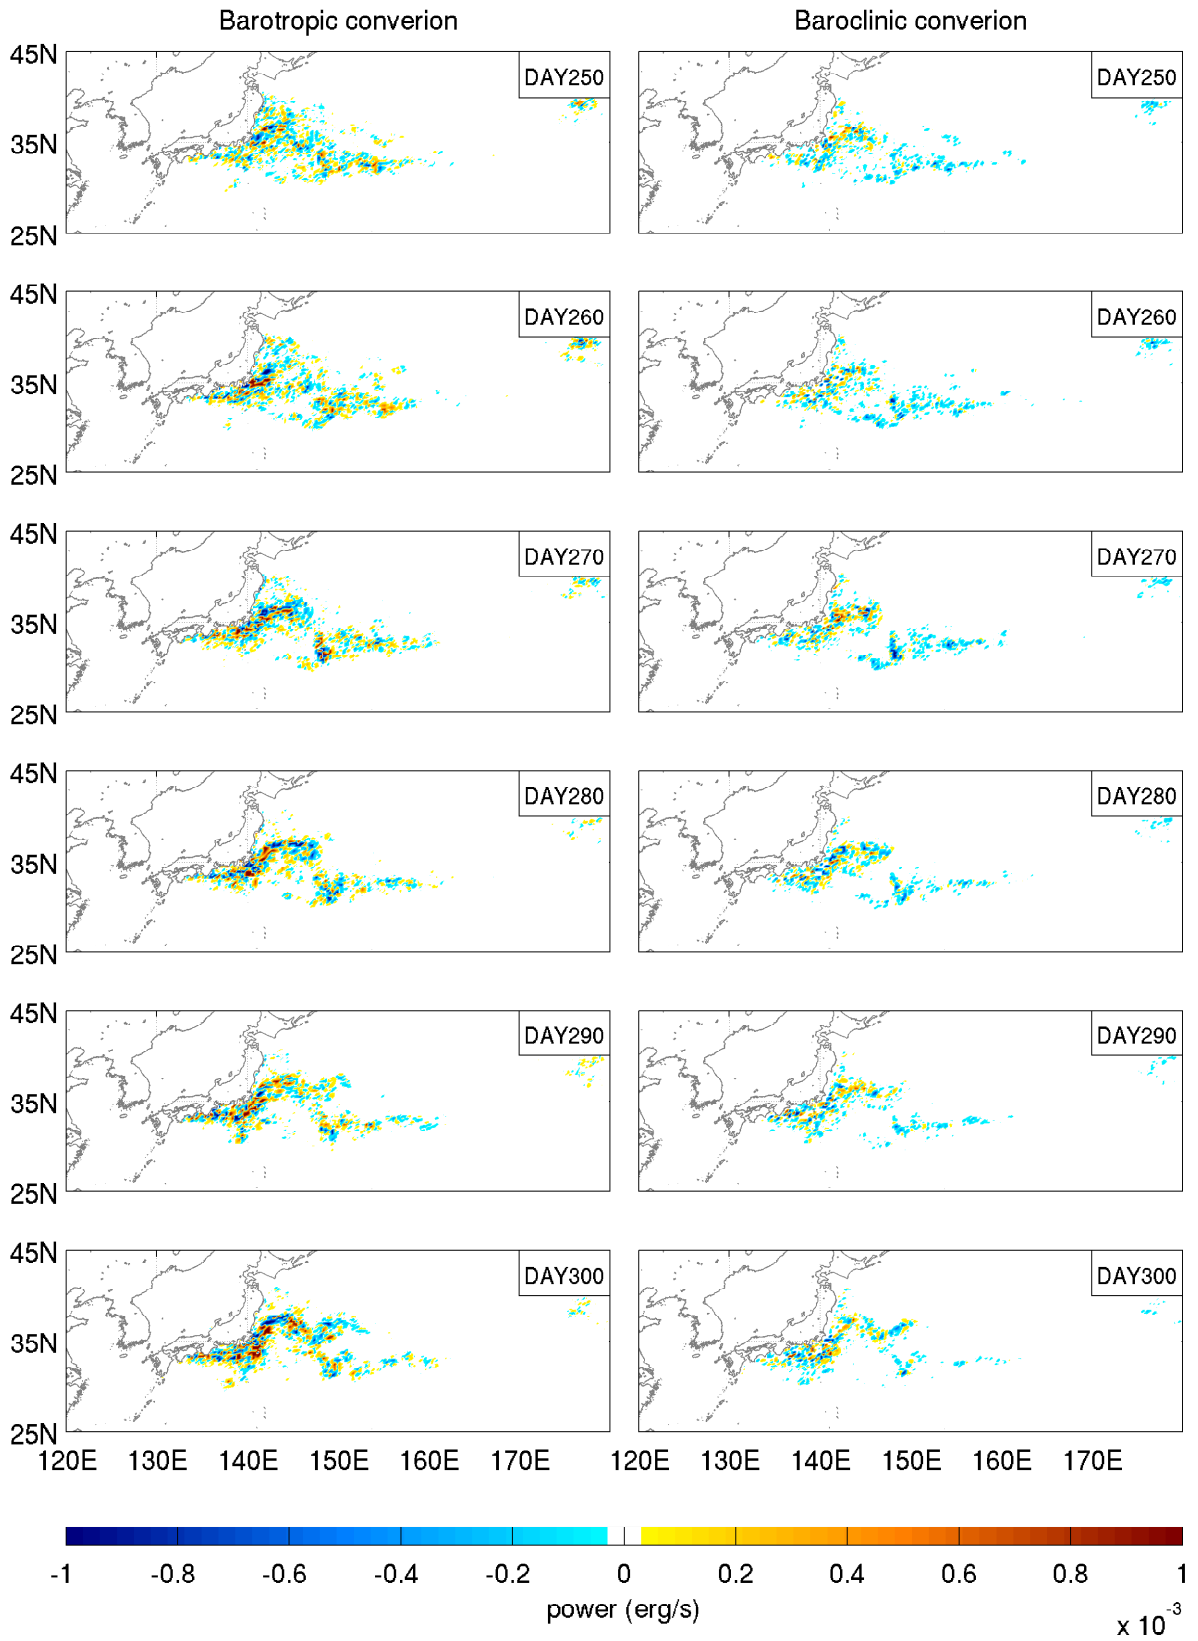 Barotropic converion Baroclinic converion
45N
DAY250 DAY250
35N
25N
45N
DAY260 DAY260
35N
25N
45N
DAY270 DAY270
35N
25N
45N
DAY280 DAY280
35N
25N
45N
DAY290 DAY290
35N
25N
45N
DAY300 DAY300
35N
25N
120E 130E 140E 150E 160E 170E 120E 130E 140E 150E 160E 170E
-1 -0.8 -0.6 -0.4 -0.2 0 0.2 0.4 0.6 0.8 1
power (erg/s)
x 10^-3